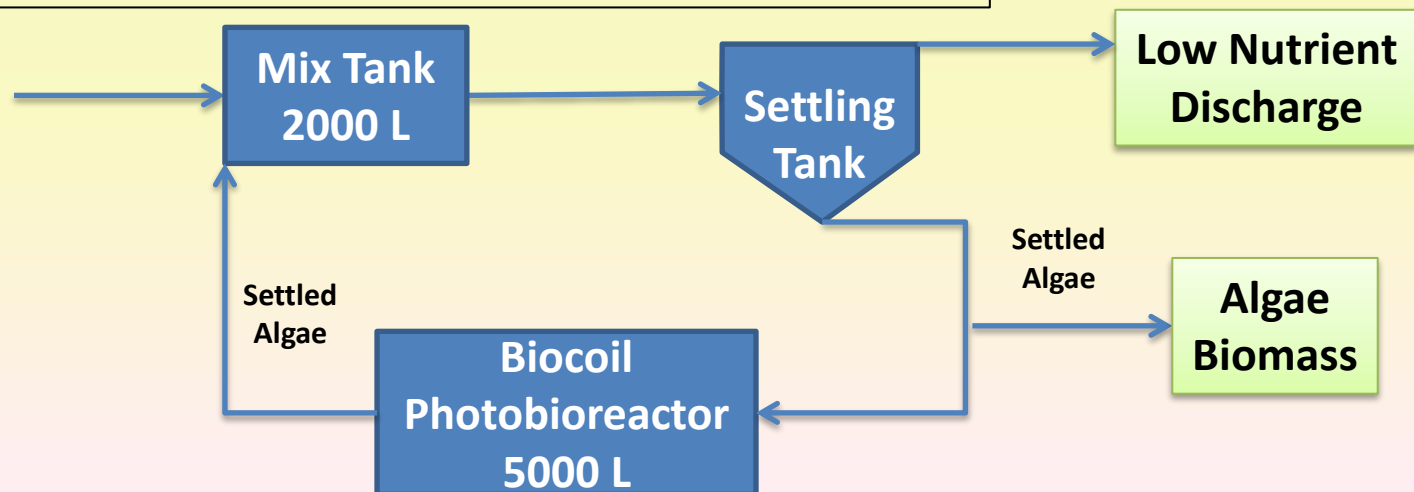 Mix Tank
2000 L
Settling
Tank
Low Nutrient
Discharge
Settled
Algae
Settled
Algae
Algae
Biomass
Biocoil
Photobioreactor
5000 L